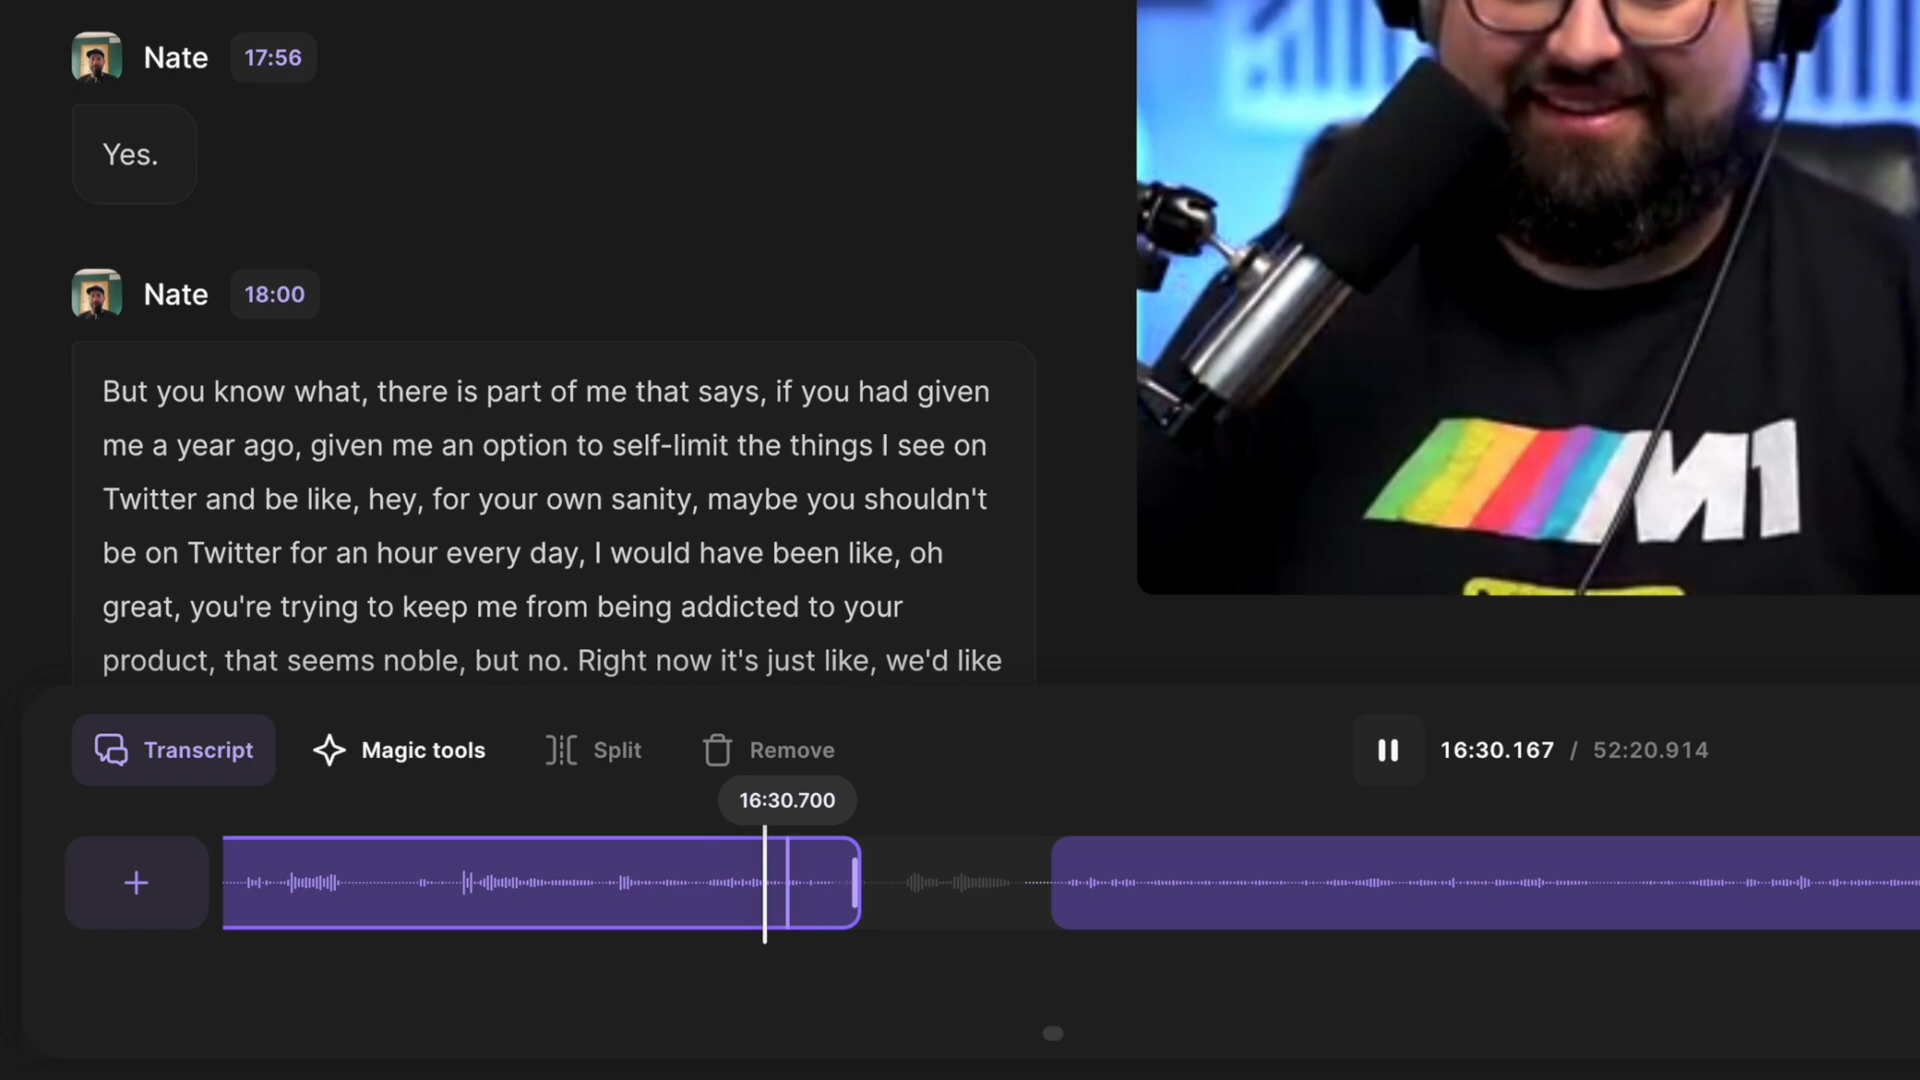 Nate 17:56
Yes.
Nate 18:00
But you know what, there is part of me that says, if you had given
me a year ago, given me an option to self-limit the things I see on
Twitter and be like, hey, for your own sanity, maybe you shouldn't
be on Twitter for an hour every day, I would have been like, oh
great, you're trying to keep me from being addicted to your
product, that seems noble, but no. Right now it's just like, we'd like
M1
Transcript Magic tools Split Remove
16:30.167 / 52:20.914
16:30.700